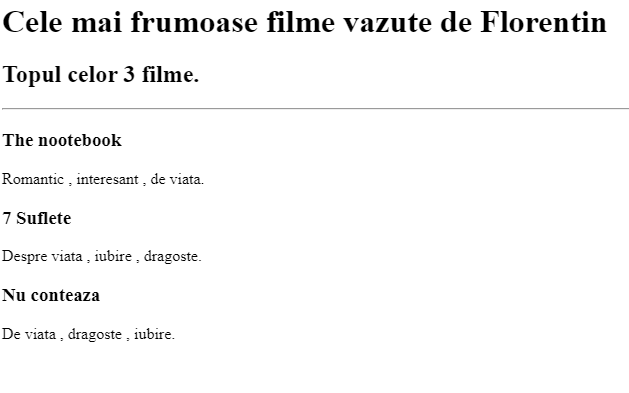 Cele mai frumoase filme vazute de Florentin
Topul celor 3 filme.
The nootebook
Romantic , interesant , de viata.
7 Suflete
Despre viata , iubire , dragoste.
Nu conteaza
De viata , dragoste , iubire.